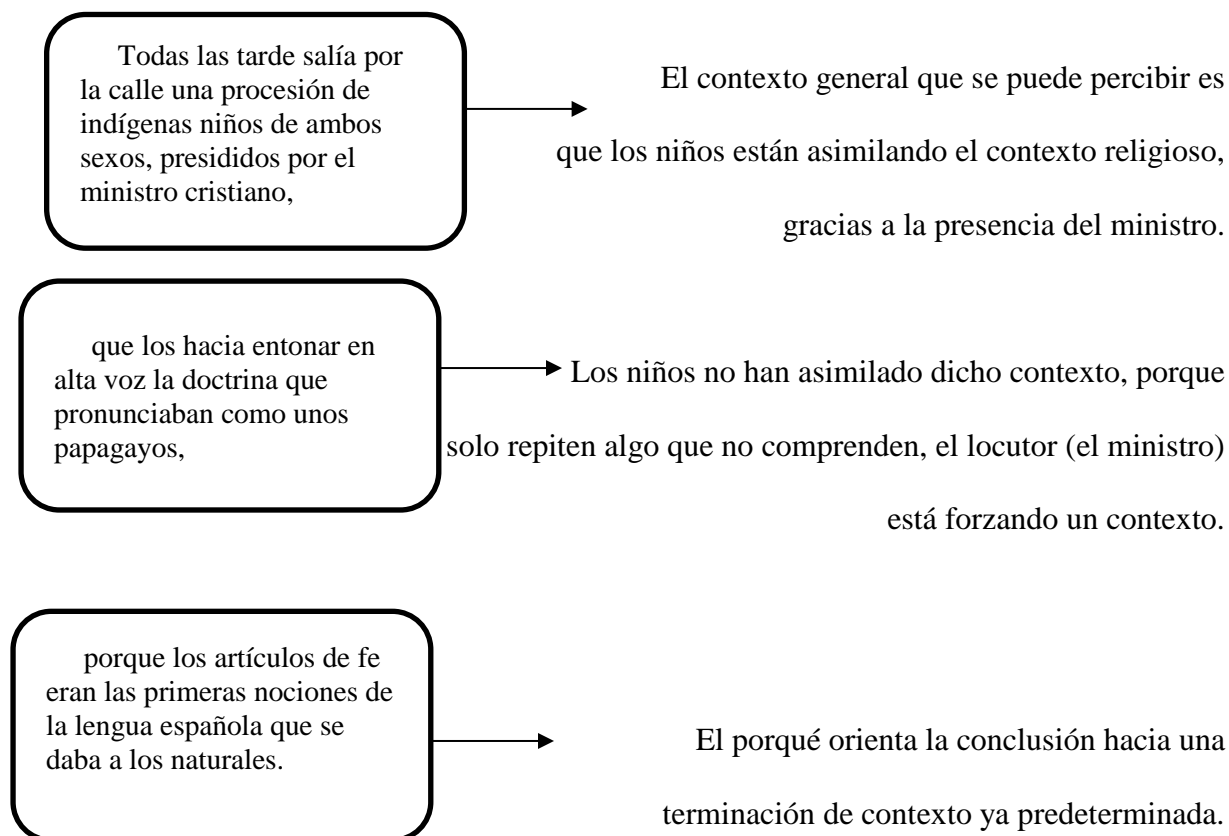 Todas las tarde salía por
la calle una procesión de
indígenas niños de ambos
sexos, presididos por el
ministro cristiano,
El contexto general que se puede percibir es
que los niños están asimilando el contexto religioso,
gracias a la presencia del ministro.
que los hacia entonar en
alta voz la doctrina que
pronunciaban como unos
papagayos,
Los niños no han asimilado dicho contexto, porque
solo repiten algo que no comprenden, el locutor (el ministro)
está forzando un contexto.
porque los artículos de fe
eran las primeras nociones de
la lengua española que se
daba a los naturales.
El porqué orienta la conclusión hacia una
terminación de contexto ya predeterminada.